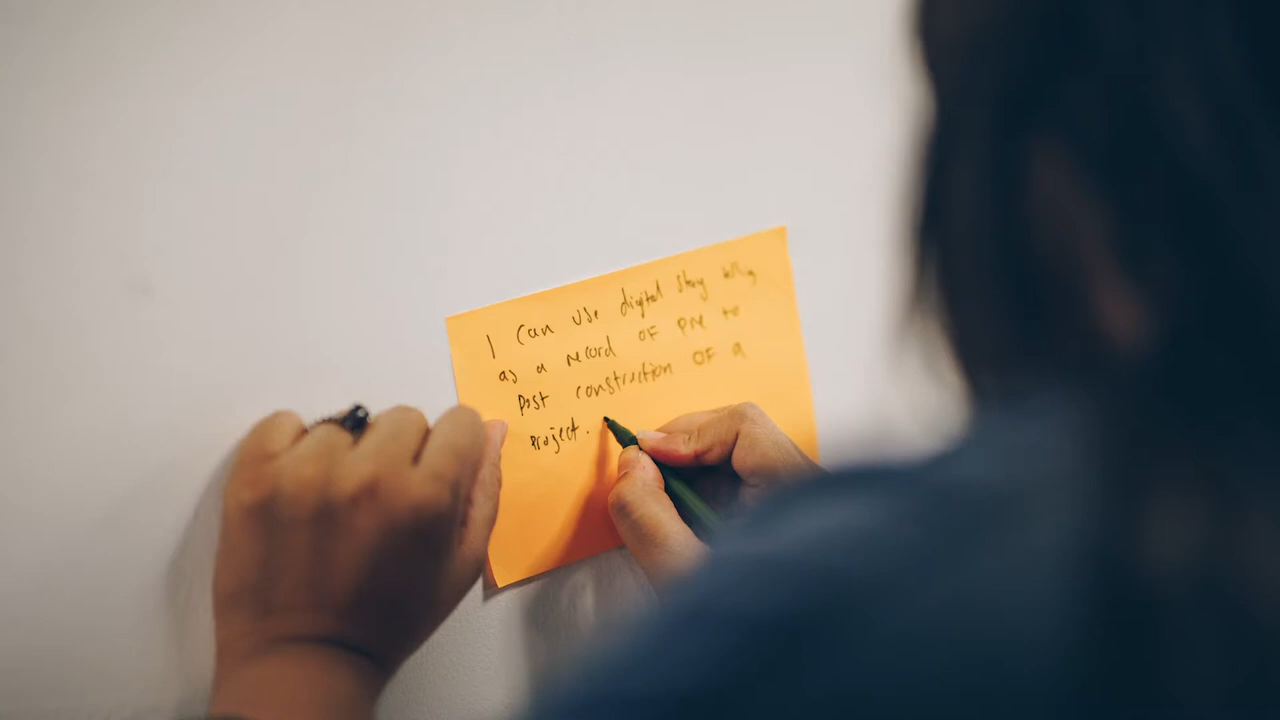 I can use digital story telling
as a record of pre to
post construction of a
project.